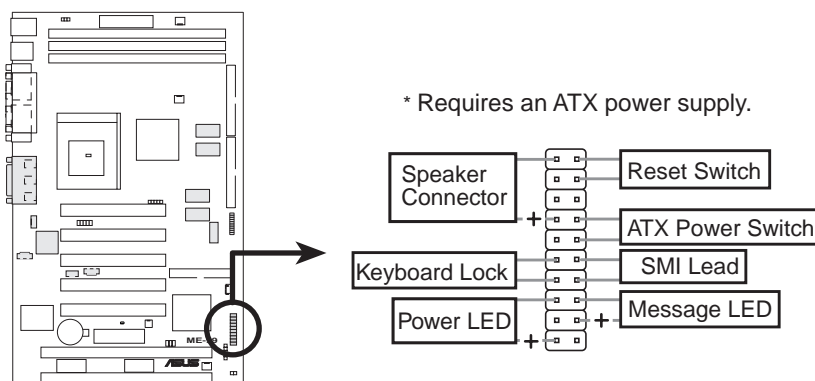 * Requires an ATX power supply.
Speaker
Connector
+
Reset Switch
ATX Power Switch
Keyboard Lock
SMI Lead
Power LED
+
Message LED
+
ASUS